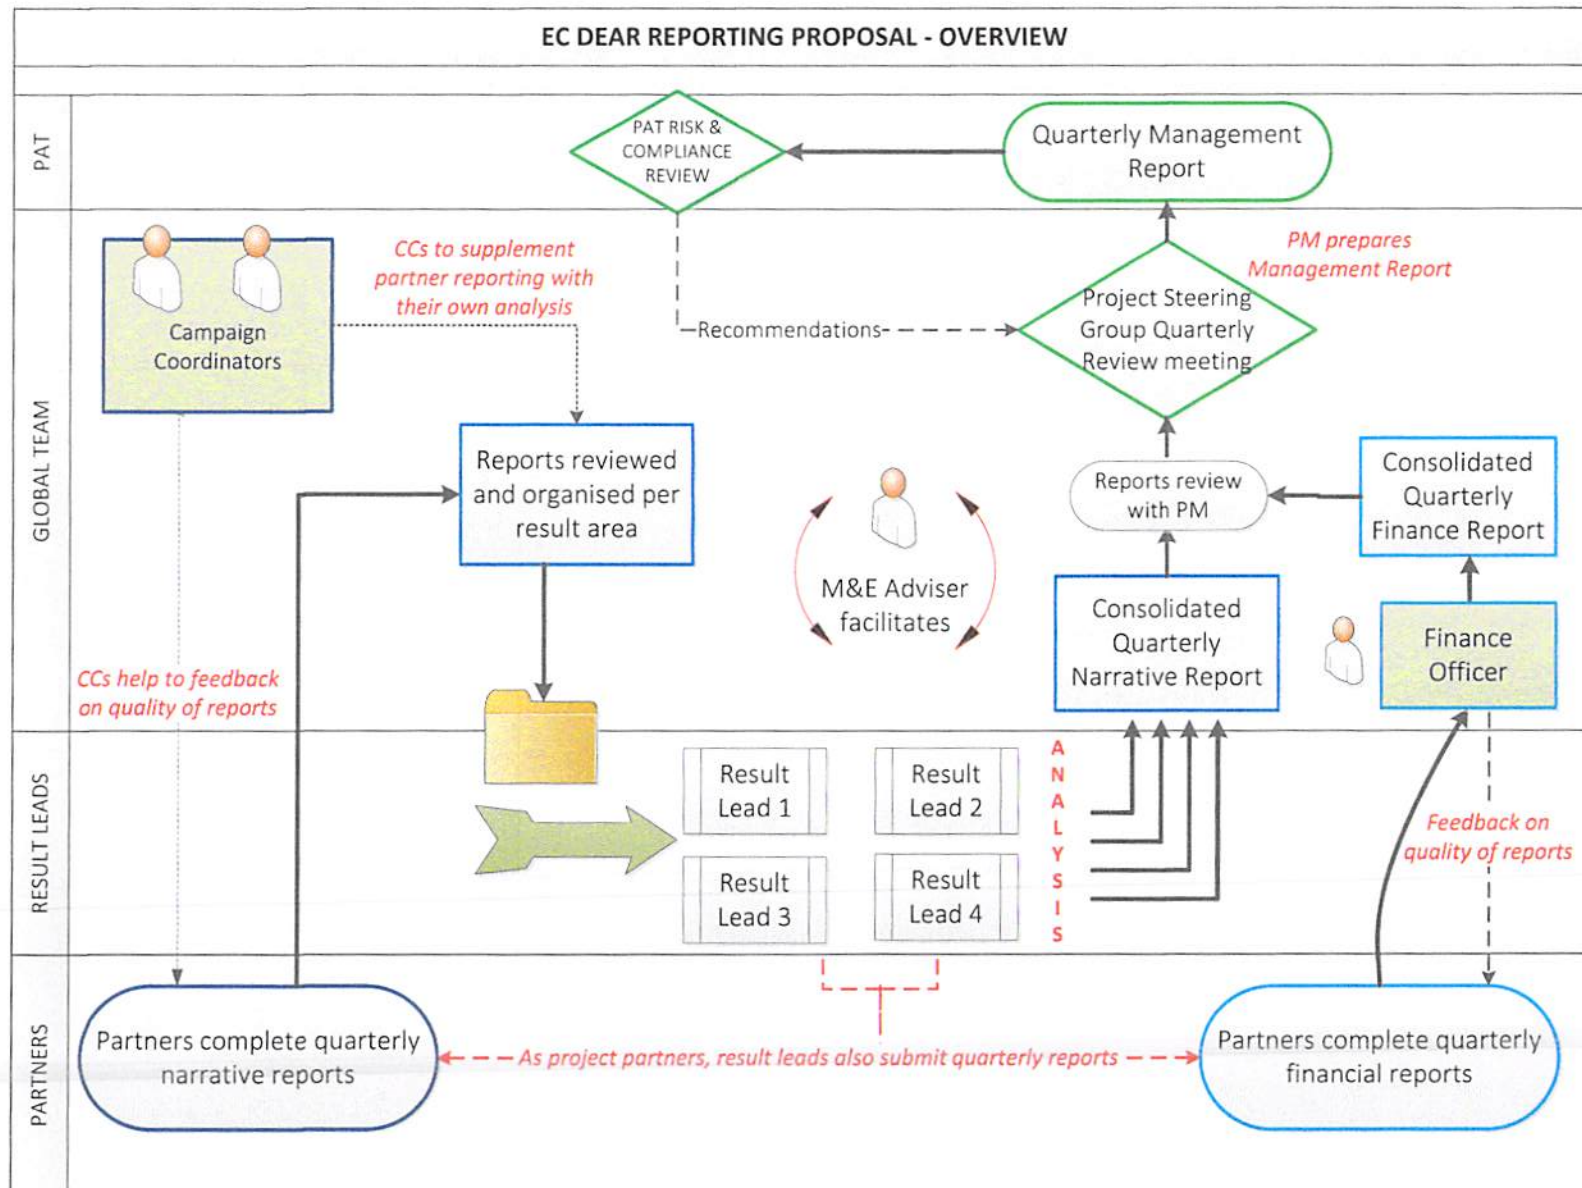 EC DEAR REPORTING PROPOSAL - OVERVIEW
PAT
PAT RISK &
COMPLIANCE
REVIEW
Quarterly Management
Report
GLOBAL TEAM
Campaign
Coordinators
CCs to supplement
partner reporting with
their own analysis
PM prepares
Management Report
Recommendations
Project Steering
Group Quarterly
Review meeting
Reports reviewed
and organised per
result area
Reports review
with PM
Consolidated
Quarterly
Finance Report
M&E Adviser
facilitates
Consolidated
Quarterly
Narrative Report
Finance
Officer
CCs help to feedback
on quality of reports
RESULT LEADS
Result
Lead 1
Result
Lead 2
Result
Lead 3
Result
Lead 4
ANALYSIS
Feedback on
quality of reports
PARTNERS
Partners complete quarterly
narrative reports
As project partners, result leads also submit quarterly reports
Partners complete quarterly
financial reports